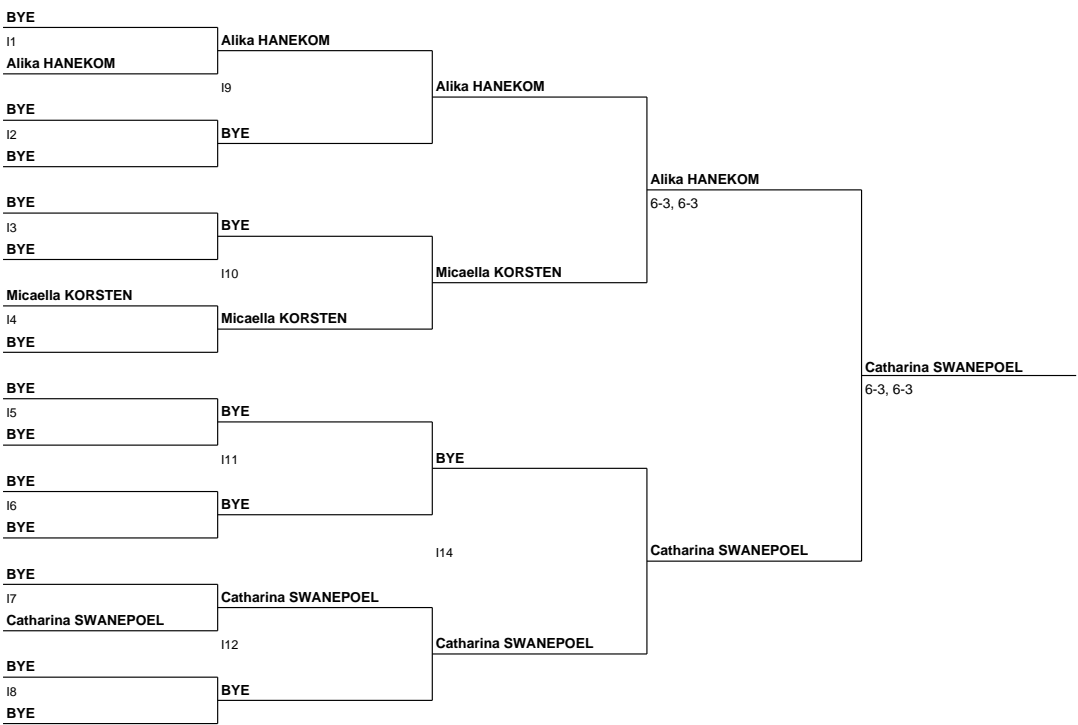 BYE
I1
Alika HANEKOM
Alika HANEKOM
I9
Alika HANEKOM
BYE
I2
BYE
BYE
Alika HANEKOM
6-3, 6-3
BYE
I3
BYE
BYE
I10
Micaella KORSTEN
Micaella KORSTEN
I4
Micaella KORSTEN
BYE
Catharina SWANEPOEL
6-3, 6-3
BYE
I5
BYE
BYE
I11
BYE
BYE
I6
BYE
BYE
I14
Catharina SWANEPOEL
BYE
I7
Catharina SWANEPOEL
Catharina SWANEPOEL
I12
Catharina SWANEPOEL
BYE
I8
BYE
BYE